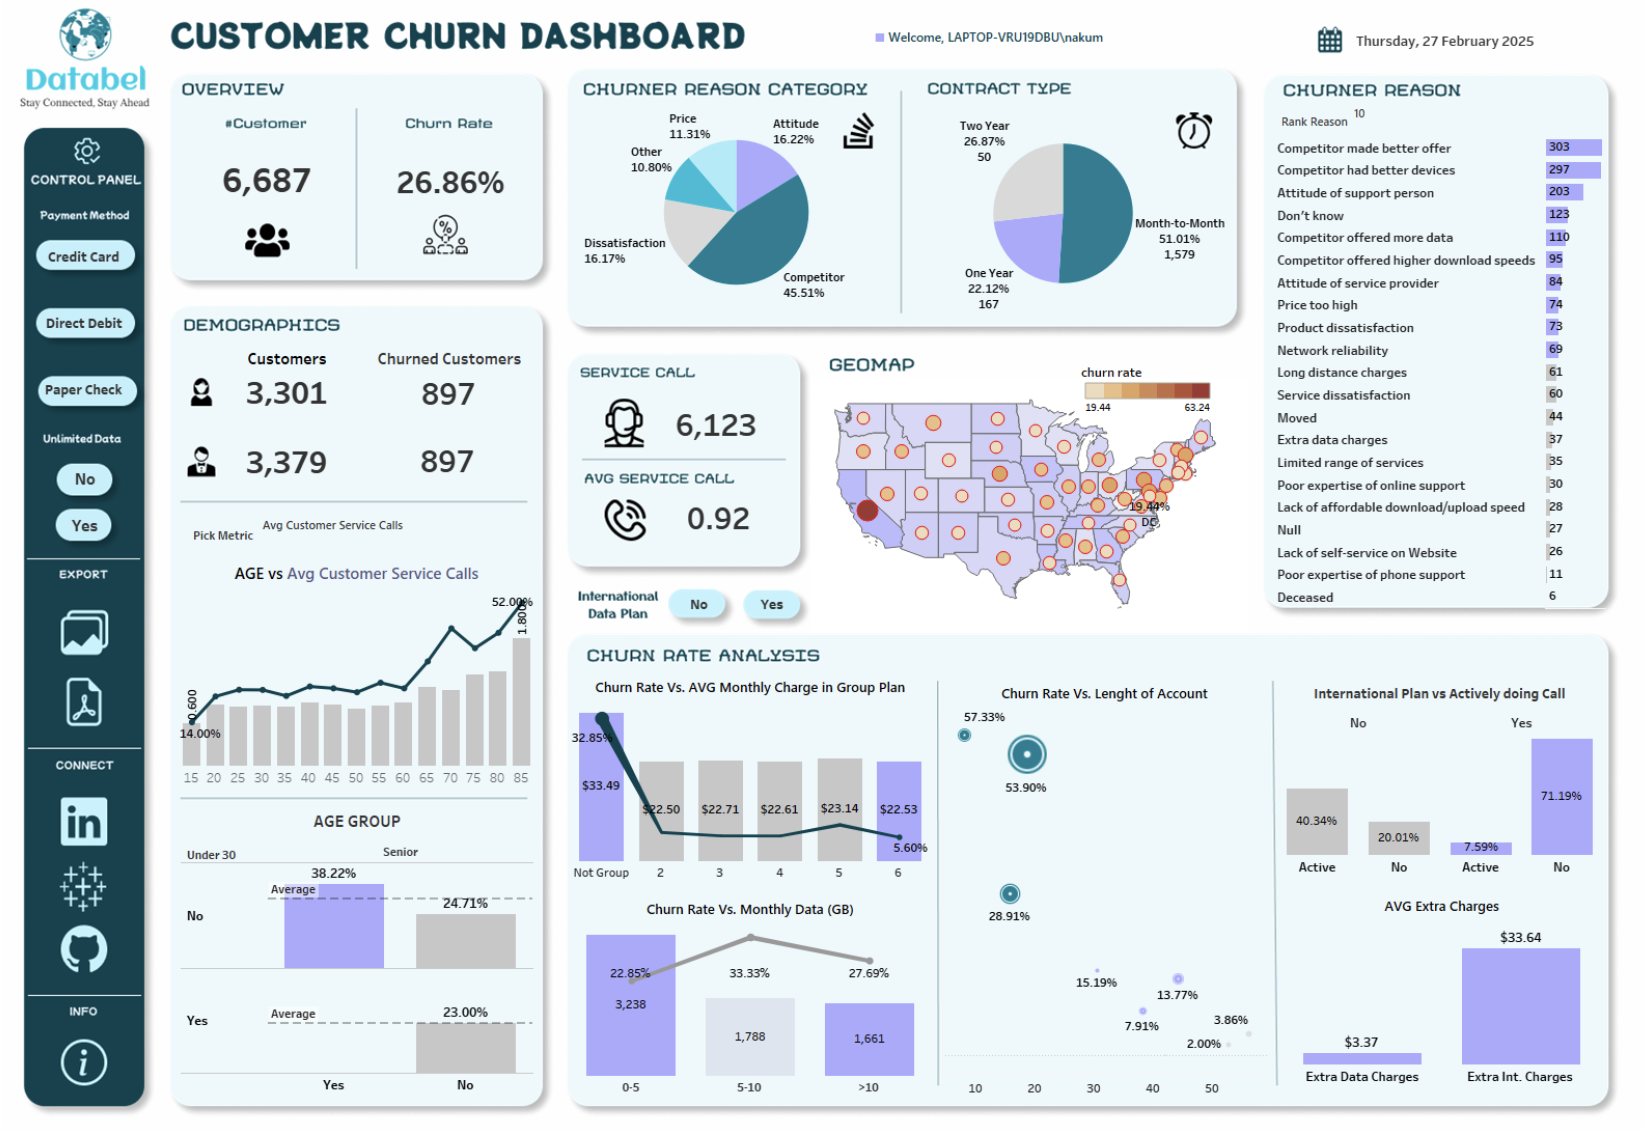 CUSTOMER CHURN DASHBOARD
Welcome, LAPTOP-VRU19DBU\nakum
Thursday, 27 February 2025
Databel
Stay Connected, Stay Ahead
CONTROL PANEL
Payment Method
Credit Card
Direct Debit
Paper Check
Unlimited Data
No
Yes
EXPORT
CONNECT
INFO
OVERVIEW
#Customer
Churn Rate
6,687
26.86%
%
DEMOGRAPHICS
Customers
Churned Customers
3,301
897
3,379
897
Pick Metric
Avg Customer Service Calls
AGE vs Avg Customer Service Calls
52.00%
1.800
0.600
14.00%
15 20 25 30 35 40 45 50 55 60 65 70 75 80 85
AGE GROUP
Under 30
Senior
38.22%
Average
24.71%
No
Average
23.00%
Yes
Yes
No
CHURNER REASON CATEGORY
Price
11.31%
Attitude
16.22%
Other
10.80%
Dissatisfaction
16.17%
Competitor
45.51%
CONTRACT TYPE
Two Year
26.87%
50
Month-to-Month
51.01%
1,579
One Year
22.12%
167
SERVICE CALL
6,123
AVG SERVICE CALL
0.92
International
Data Plan
No
Yes
GEOMAP
churn rate
19.44
63.24
19.44%
DC
CHURNER REASON
Rank Reason 10
Competitor made better offer 303
Competitor had better devices 297
Attitude of support person 203
Don't know 123
Competitor offered more data 110
Competitor offered higher download speeds 95
Attitude of service provider 84
Price too high 74
Product dissatisfaction 73
Network reliability 69
Long distance charges 61
Service dissatisfaction 60
Moved 44
Extra data charges 37
Limited range of services 35
Poor expertise of online support 30
Lack of affordable download/upload speed 28
Null 27
Lack of self-service on Website 26
Poor expertise of phone support 11
Deceased 6
CHURN RATE ANALYSIS
Churn Rate Vs. AVG Monthly Charge in Group Plan
32.85%
$33.49
$22.50
$22.71
$22.61
$23.14
$22.53
5.60%
Not Group 2 3 4 5 6
Churn Rate Vs. Monthly Data (GB)
22.85%
33.33%
27.69%
3,238
1,788
1,661
0-5 5-10 >10
Churn Rate Vs. Lenght of Account
57.33%
53.90%
28.91%
15.19%
13.77%
7.91%
3.86%
2.00%
10 20 30 40 50
International Plan vs Actively doing Call
No
Yes
40.34%
20.01%
7.59%
71.19%
Active No Active No
AVG Extra Charges
$33.64
$3.37
Extra Data Charges
Extra Int. Charges